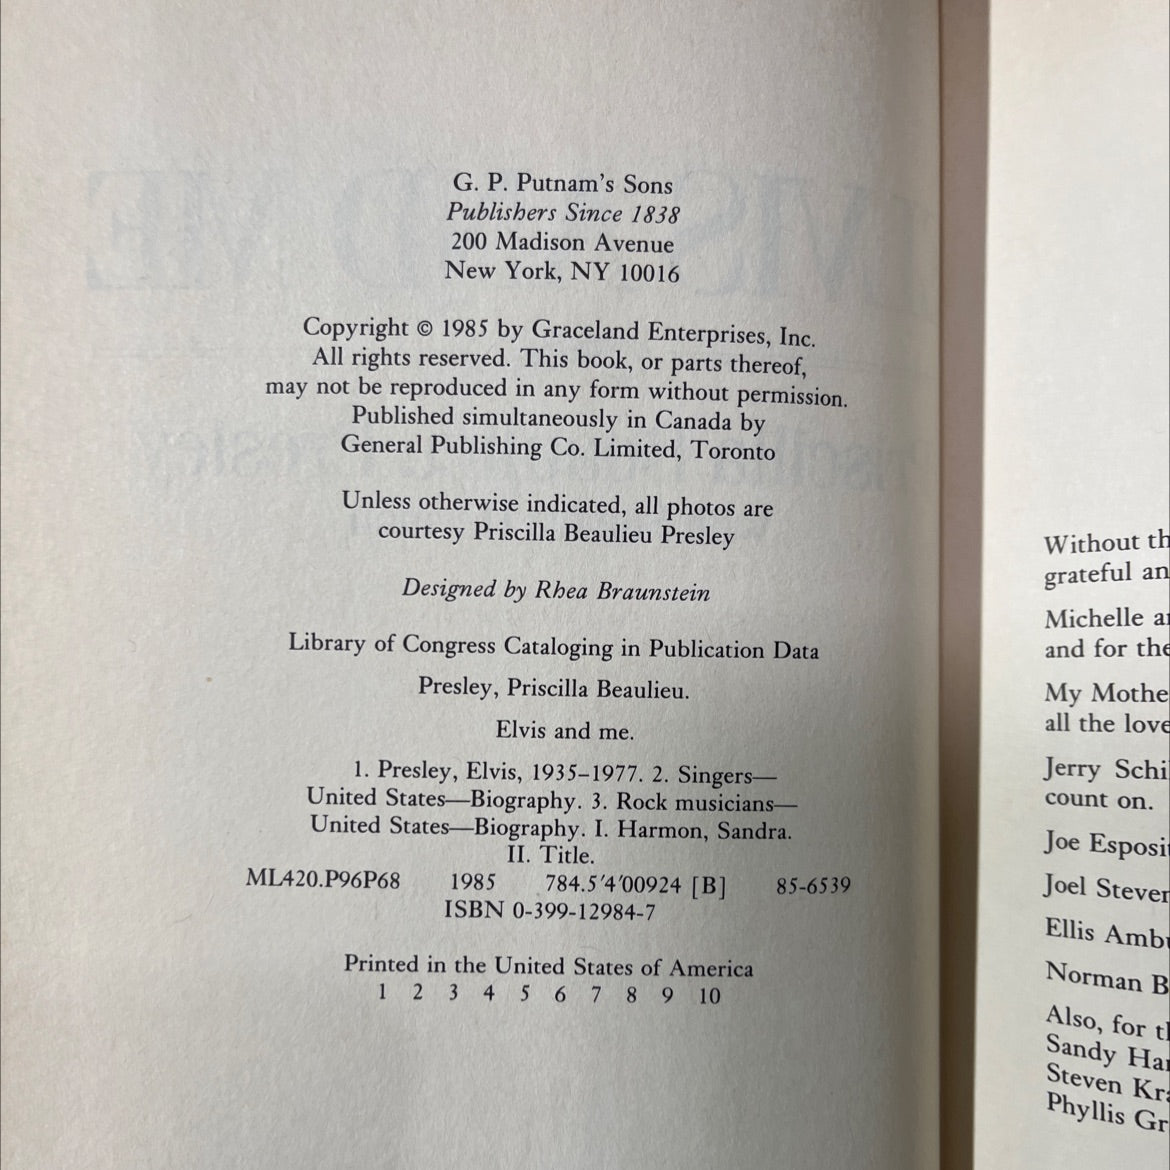 G. P. Putnam's Sons
Publishers Since 1838
200 Madison Avenue
New York, NY 10016
Copyright © 1985 by Graceland Enterprises, Inc.
All rights reserved. This book, or parts thereof,
may not be reproduced in any form without permission.
Published simultaneously in Canada by
General Publishing Co. Limited, Toronto
Unless otherwise indicated, all photos are
courtesy Priscilla Beaulieu Presley
Designed by Rhea Braunstein
Library of Congress Cataloging in Publication Data
Presley, Priscilla Beaulieu.
Elvis and me.
1. Presley, Elvis, 1935–1977. 2. Singers—
United States—Biography. 3. Rock musicians—
United States—Biography. I. Harmon, Sandra.
II. Title.
ML420.P96P68 1985 784.5′4′00924 [B] 85-6539
ISBN 0-399-12984-7
Printed in the United States of America
1 2 3 4 5 6 7 8 9 10
Without th
grateful an
Michelle a
and for the
My Mothe
all the love
Jerry Schi
count on.
Joe Esposi
Joel Steve
Ellis Amb
Norman B
Also, for t
Sandy Ha
Steven Kr
Phyllis Gr